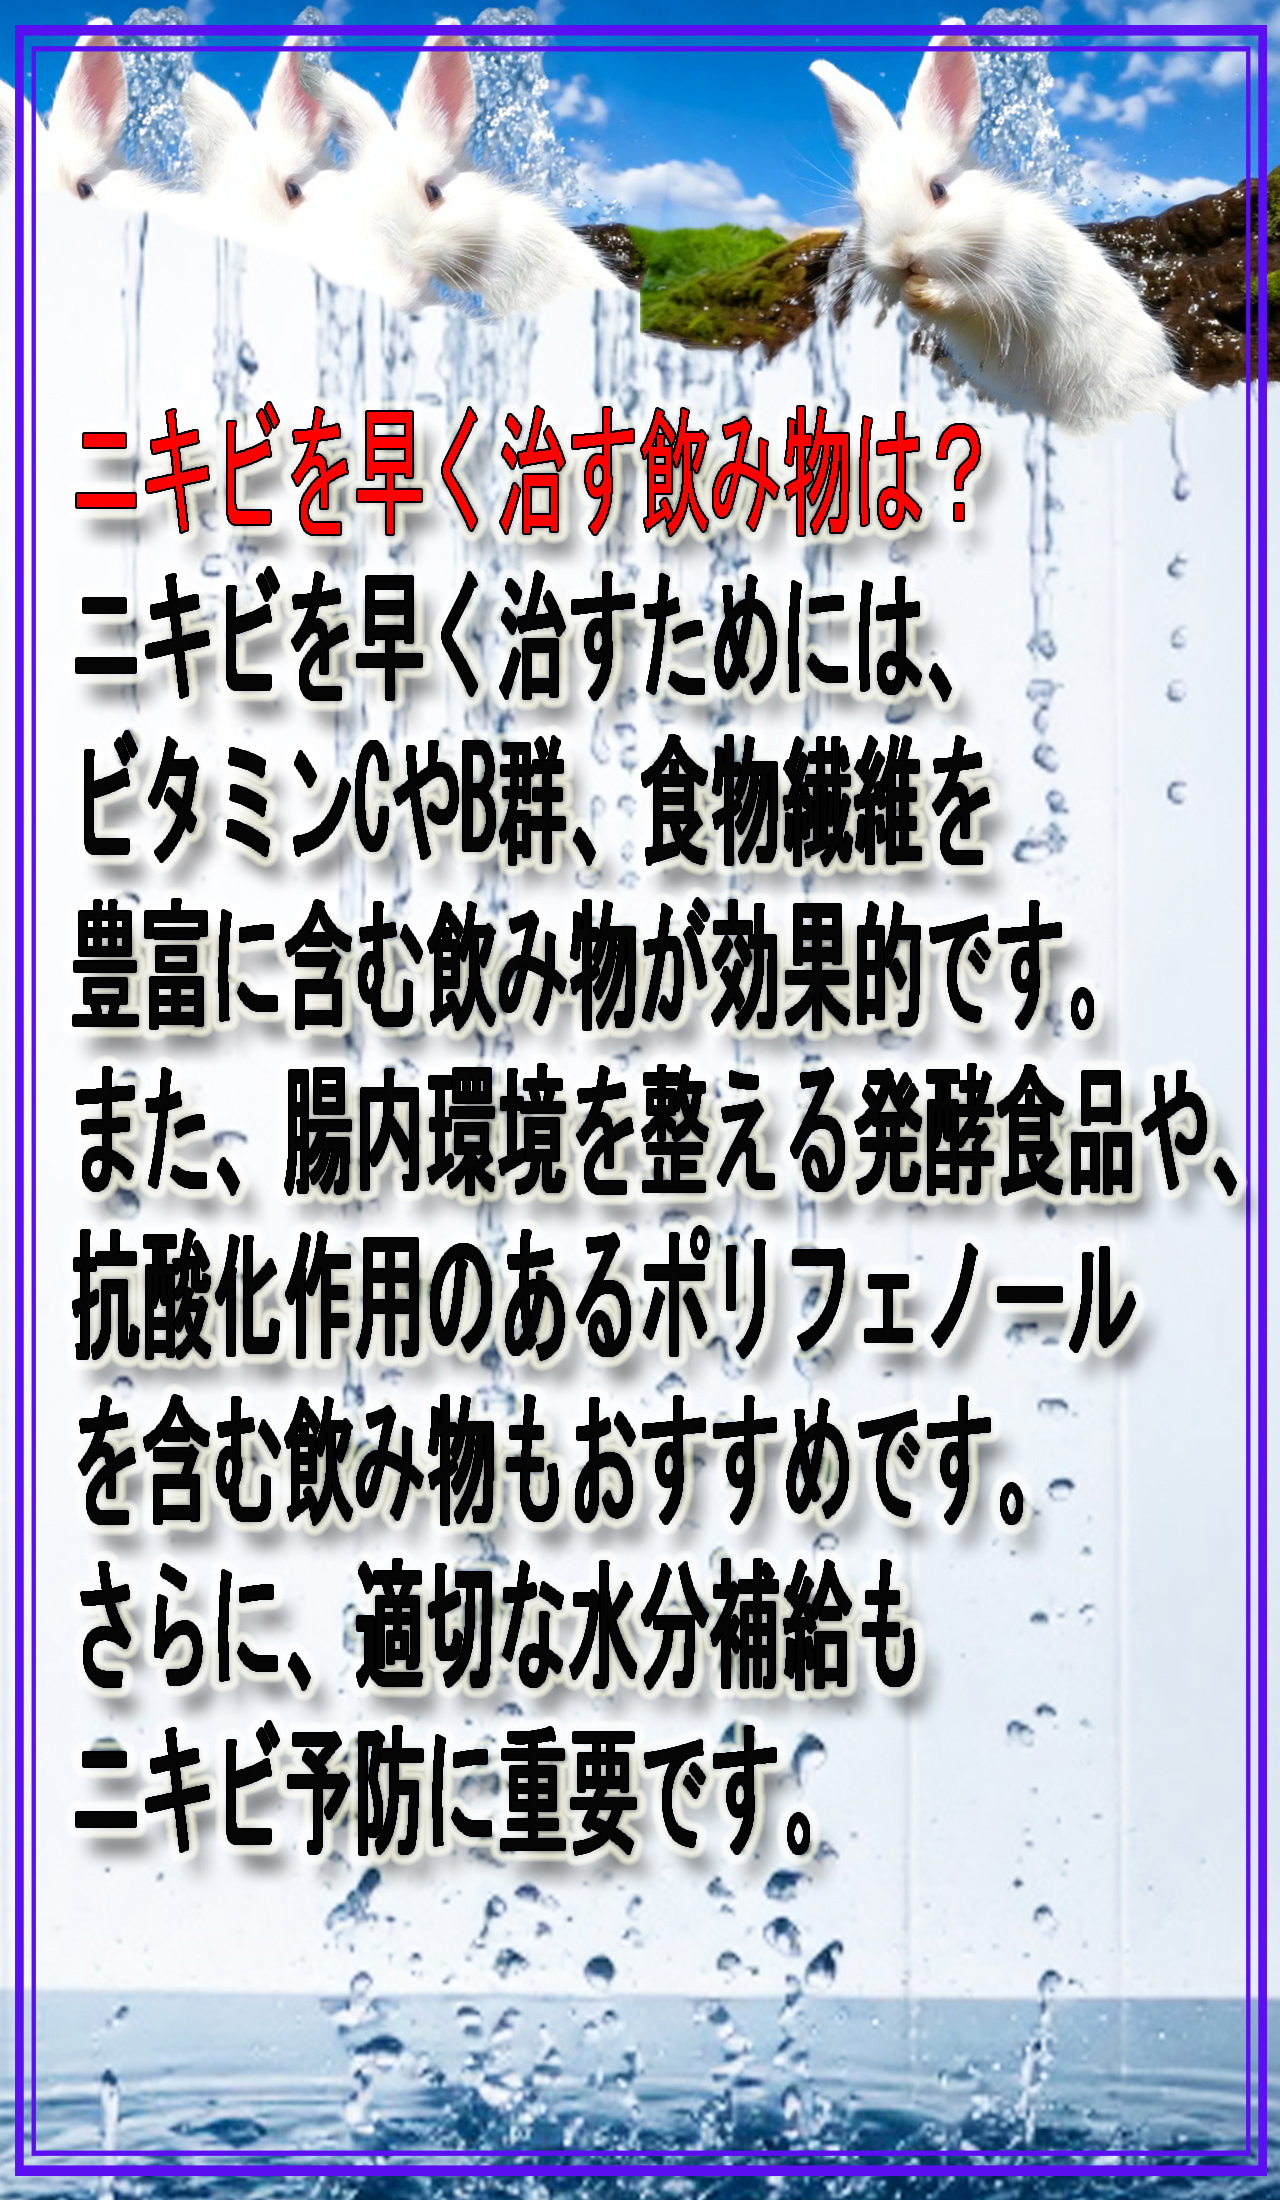 ニキビを早く治す飲み物は？
ニキビを早く治すためには、
ビタミンCやB群、食物繊維を
豊富に含む飲み物が効果的です。
また、腸内環境を整える発酵食品や、
抗酸化作用のあるポリフェノール
を含む飲み物もおすすめです。
さらに、適切な水分補給も
ニキビ予防に重要です。